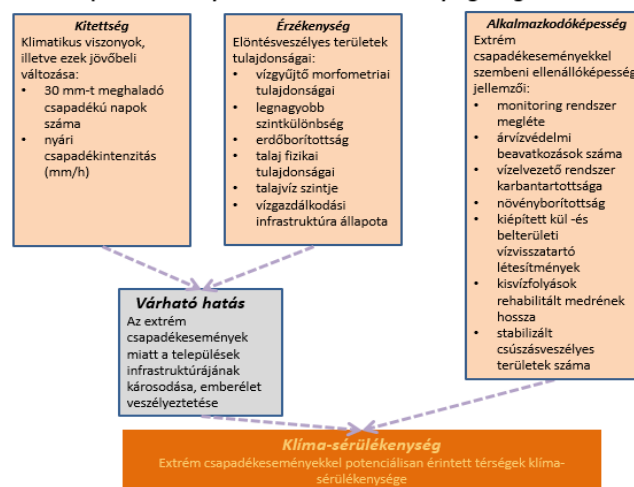 Kitettség
Klimatikus viszonyok,
illetve ezek jövőbeli
változása:
• 30 mm-t meghaladó
csapadékú napok
száma
• nyári
csapadékintenzitás
(mm/h)
Érzékenység
Elöntésveszélyes területek
tulajdonságai:
• vízgyűjtő morfometriai
tulajdonságai
• legnagyobb
szintkülönbség
• erdőborítottság
• talaj fizikai
tulajdonságai
• talajvíz szintje
• vízgazdálkodási
infrastruktúra állapota
Alkalmazkodóképesség
Extrém
csapadékeseményekkel
szembeni ellenállóképesség
jellemzői:
• monitoring rendszer
megléte
• árvízvédelmi
beavatkozások száma
• vízelvezető rendszer
karbantartottsága
• növényborítottság
• kiépített kül -és
belterületi
vízvisszatartó
létesítmények
• kisvízfolyások
rehabilitált medrének
hossza
• stabilizált
csúszásveszélyes
területek száma
Várható hatás
Az extrém
csapadékesemények
miatt a települések
infrastruktúrájának
károsodása, emberélet
veszélyeztetése
Klíma-sérülékenység
Extrém csapadékeseményekkel potenciálisan érintett térségek klíma-
sérülékenysége